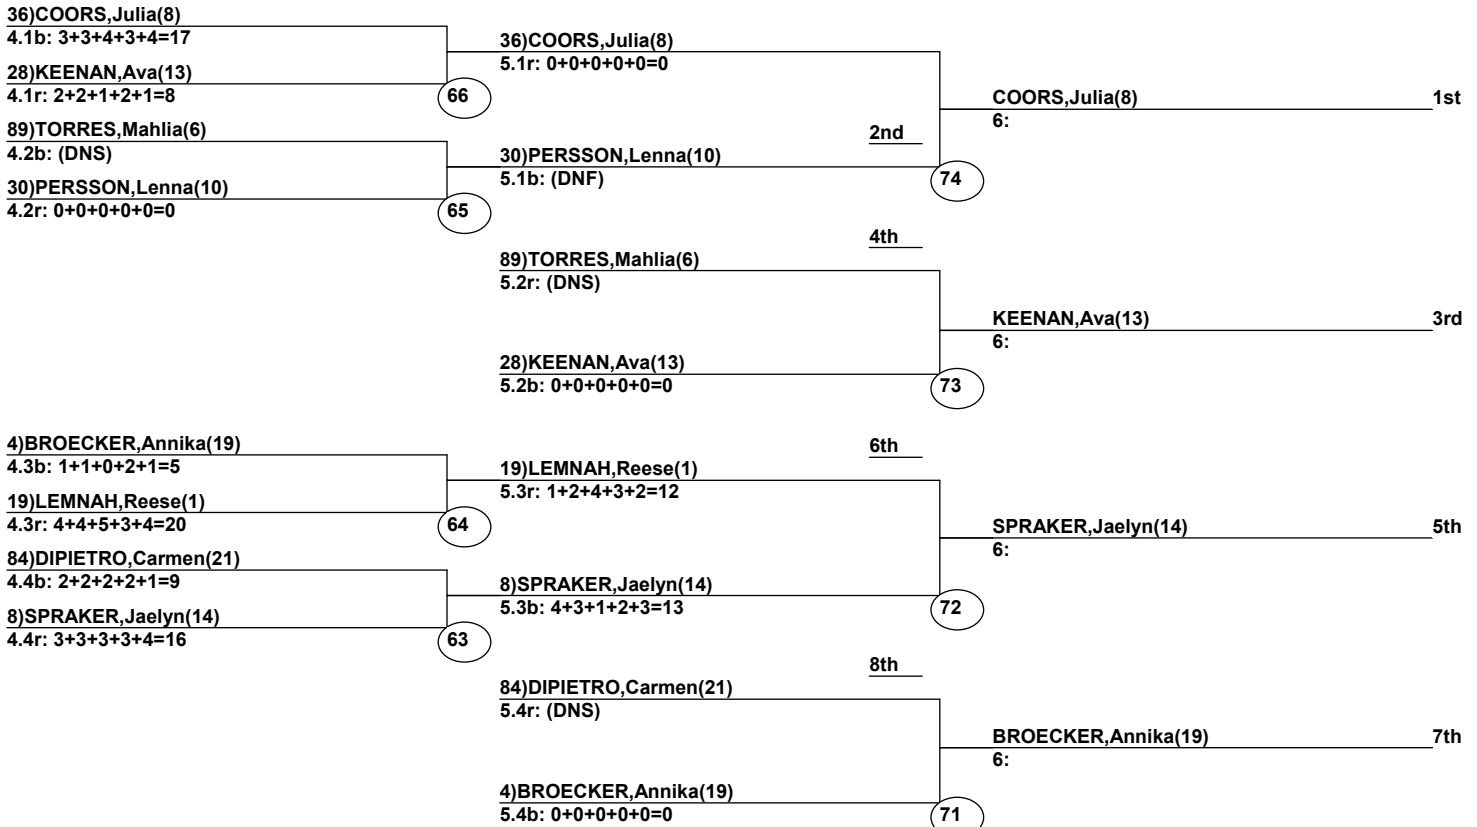 36)COORS,Julia(8)
4.1b: 3+3+4+3+4=17
28)KEENAN,Ava(13)
4.1r: 2+2+1+2+1=8
66
89)TORRES,Mahlia(6)
4.2b: (DNS)
30)PERSSON,Lenna(10)
4.2r: 0+0+0+0+0=0
65
36)COORS,Julia(8)
5.1r: 0+0+0+0+0=0
2nd
30)PERSSON,Lenna(10)
5.1b: (DNF)
74
COORS,Julia(8) 1st
6:
4th
89)TORRES,Mahlia(6)
5.2r: (DNS)
28)KEENAN,Ava(13)
5.2b: 0+0+0+0+0=0
73
KEENAN,Ava(13) 3rd
6:
4)BROECKER,Annika(19)
4.3b: 1+1+0+2+1=5
19)LEMNAH,Reese(1)
4.3r: 4+4+5+3+4=20
64
84)DIPIETRO,Carmen(21)
4.4b: 2+2+2+2+1=9
8)SPRAKER,Jaelyn(14)
4.4r: 3+3+3+3+4=16
63
6th
19)LEMNAH,Reese(1)
5.3r: 1+2+4+3+2=12
8)SPRAKER,Jaelyn(14)
5.3b: 4+3+1+2+3=13
72
SPRAKER,Jaelyn(14) 5th
6:
8th
84)DIPIETRO,Carmen(21)
5.4r: (DNS)
4)BROECKER,Annika(19)
5.4b: 0+0+0+0+0=0
71
BROECKER,Annika(19) 7th
6: